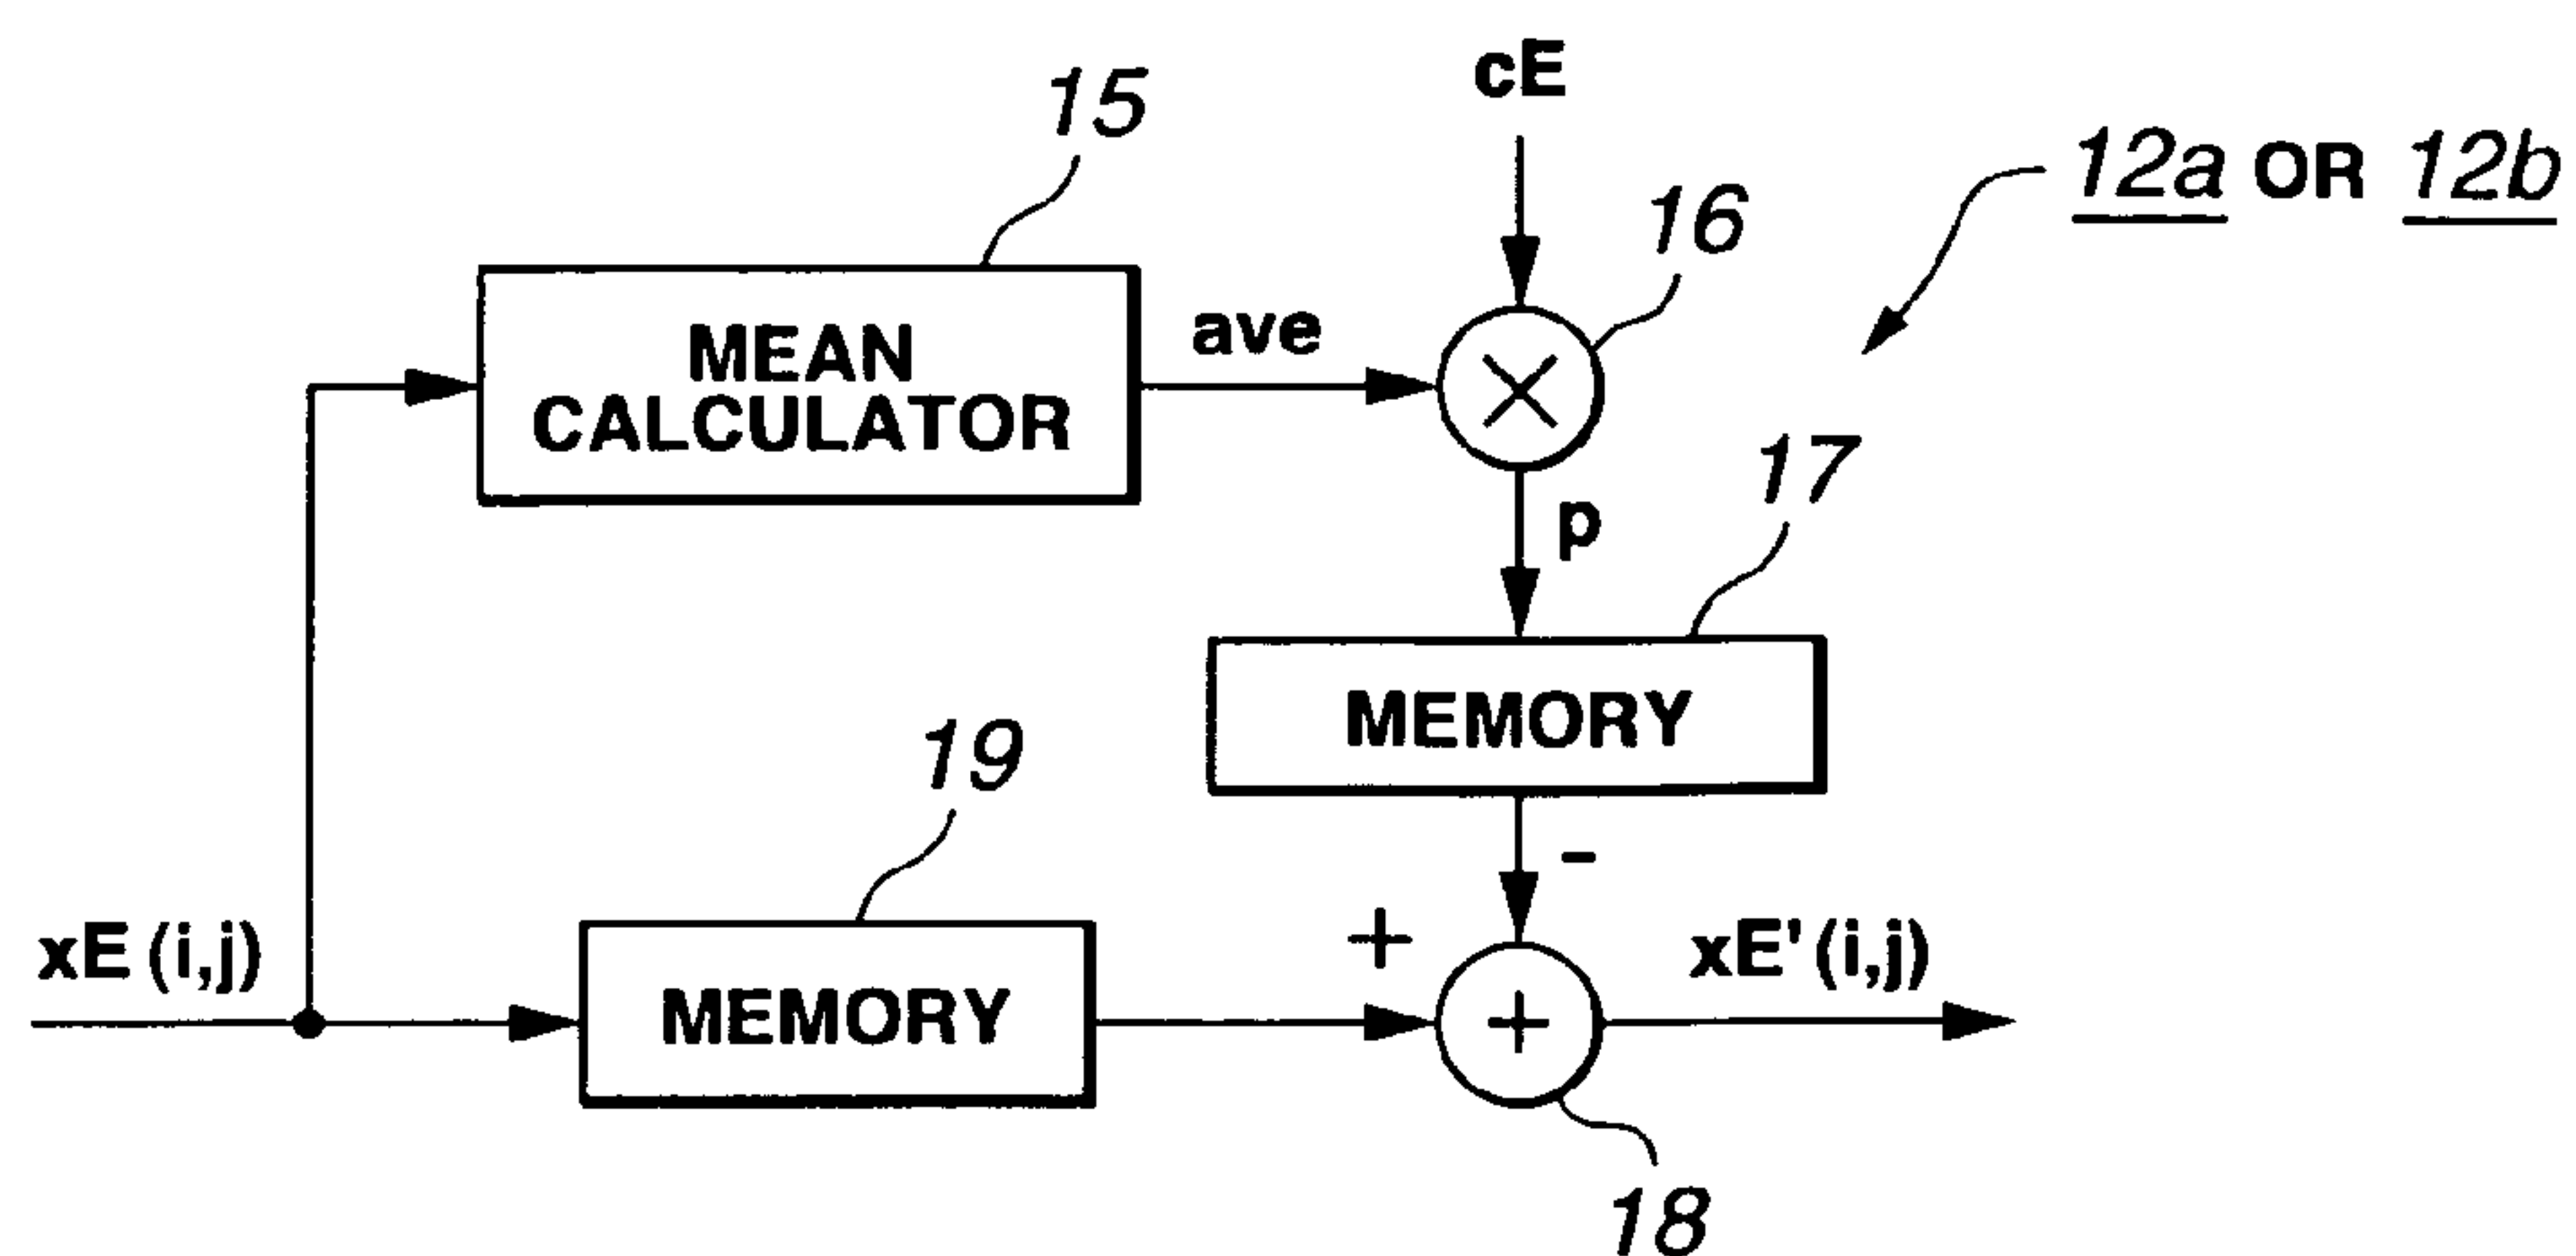 cE
15
12a OR 12b
16
MEAN
CALCULATOR
ave
×
17
p
MEMORY
19
-
+
xE (i,j)
MEMORY
+
xE' (i,j)
18